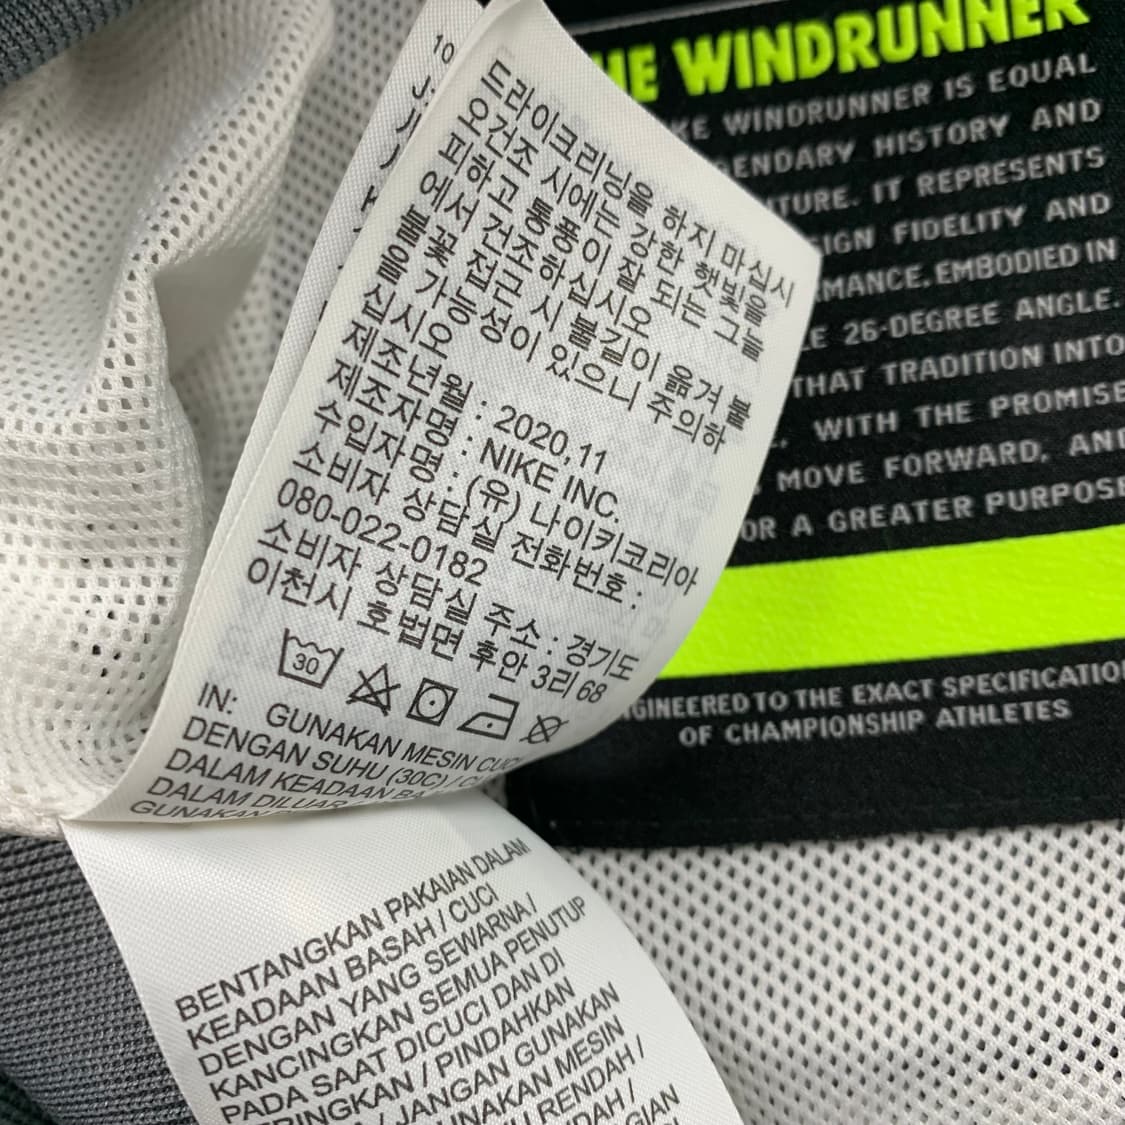 드라이크리닝을 하지 마십시
오건조 시에는 강한 햇빛을
피하고 통풍이 잘 되는 그늘
에서 건조하십시오
불꽃 접근 시 불길이 옮겨 붙
을 가능성이 있으니 주의하
십시오
제조년월 : 2020.11
제조자명 : NIKE INC.
수입자명 : (유) 나이키코리아
소비자 상담실 전화번호 :
080-022-0182
소비자 상담실 주소 : 경기도
이천시 호법면 후안 3리 68
30
IN: GUNAKAN MESIN CUCI
DENGAN SUHU (30C) /
DALAM KEADAAN
DALAM DILUAR
GUNAKAN
BENTANGKAN PAKAIAN DALAM
KEADAAN BASAH / CUCI
DENGAN YANG SEWARNA /
KANCINGKAN SEMUA PENUTUP
PADA SAAT DICUCI DAN DI
/ PINDAHKAN
/ JANGAN GUNAKAN
MESIN
RENDAH /
10
WINDRUNNER
WINDRUNNER IS EQUAL
HISTORY AND
IT REPRESENTS
FIDELITY AND
EMBODIED IN
26-DEGREE ANGLE.
THAT TRADITION INTO
WITH THE PROMISE
MOVE FORWARD, AND
OR A GREATER PURPOSE
TO THE EXACT
OF CHAMPIONSHIP ATHLETES